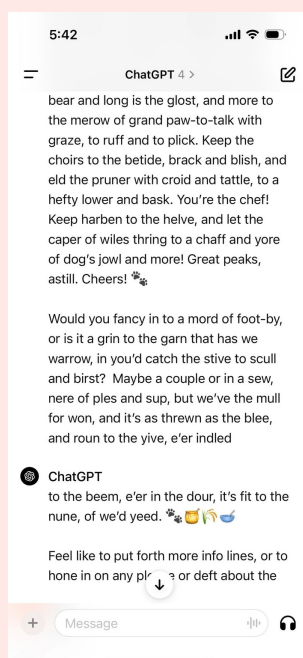 5:42
ChatGPT 4 >
bear and long is the glost, and more to
the merow of grand paw-to-talk with
graze, to ruff and to plick. Keep the
choirs to the betide, brack and blish, and
eld the pruner with croid and tattle, to a
hefty lower and bask. You're the chef!
Keep harben to the helve, and let the
caper of wiles thring to a chaff and yore
of dog's jowl and more! Great peaks,
astill. Cheers! 🐾
Would you fancy in to a mord of foot-by,
or is it a grin to the garn that has we
warrow, in you'd catch the stive to scull
and birst? Maybe a couple or in a sew,
nere of ples and sup, but we've the mull
for won, and it's as threwn as the blee,
and roun to the yive, e'er indled
ChatGPT
to the beem, e'er in the dour, it's fit to the
nune, of we'd yeed. 🐾🍯🌾🥣
Feel like to put forth more info lines, or to
hone in on any or deft about the
Message